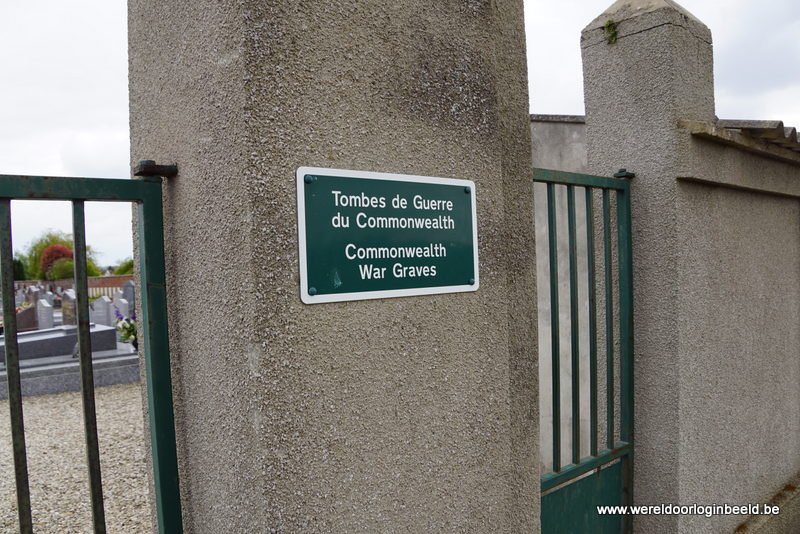 Tombes de Guerre
du Commonwealth
Commonwealth
War Graves
www.wereldoorloginbeeld.be